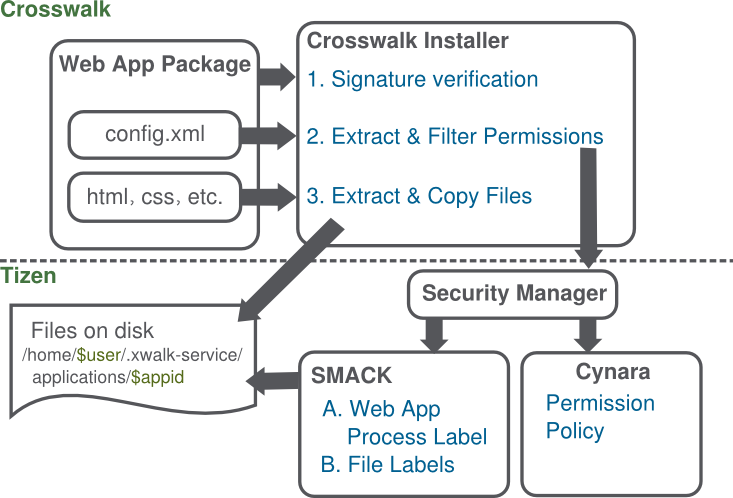 Crosswalk
Web App Package
config.xml
html, css, etc.
Crosswalk Installer
1. Signature verification
2. Extract & Filter Permissions
3. Extract & Copy Files
Tizen
Files on disk
/home/$user/.xwalk-service/
applications/$appid
Security Manager
SMACK
A. Web App
Process Label
B. File Labels
Cynara
Permission
Policy